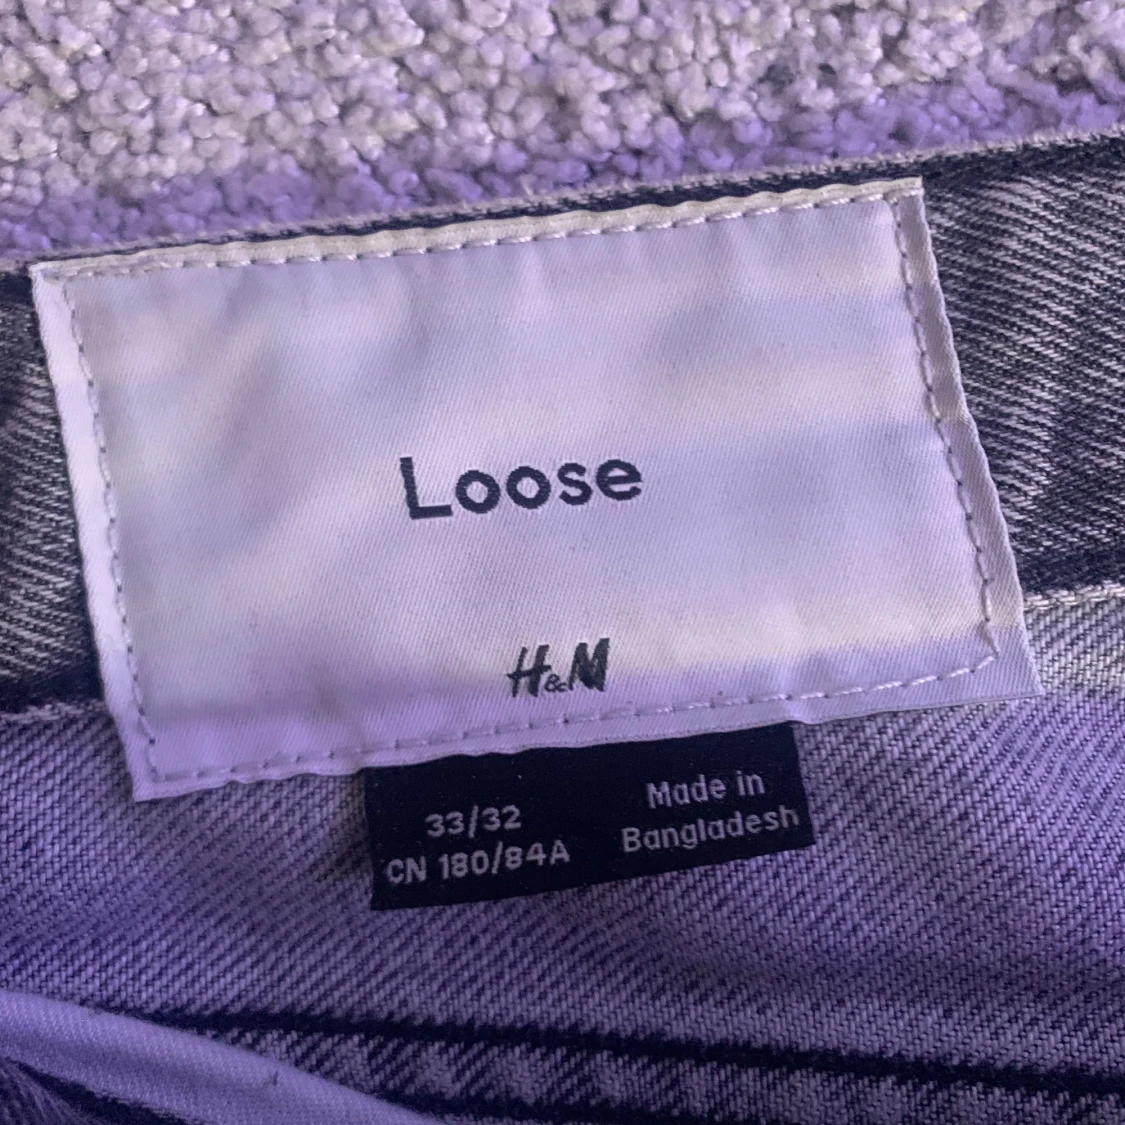 Loose
H&M
33/32
CN 180/84A
Made in
Bangladesh